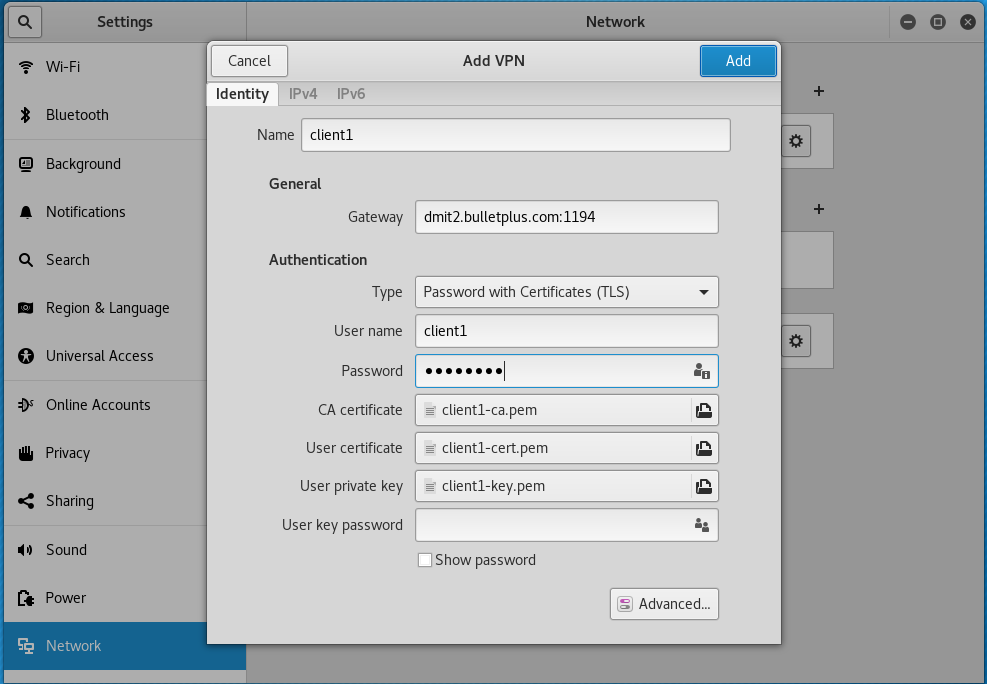 Settings
Network
Wi-Fi
Bluetooth
Background
Notifications
Search
Region & Language
Universal Access
Online Accounts
Privacy
Sharing
Sound
Power
Network
Cancel
Add VPN
Add
Identity IPv4 IPv6
Name client1
General
Gateway dmit2.bulletplus.com:1194
Authentication
Type Password with Certificates (TLS)
User name client1
Password ●●●●●●●●
CA certificate client1-ca.pem
User certificate client1-cert.pem
User private key client1-key.pem
User key password
Show password
Advanced...